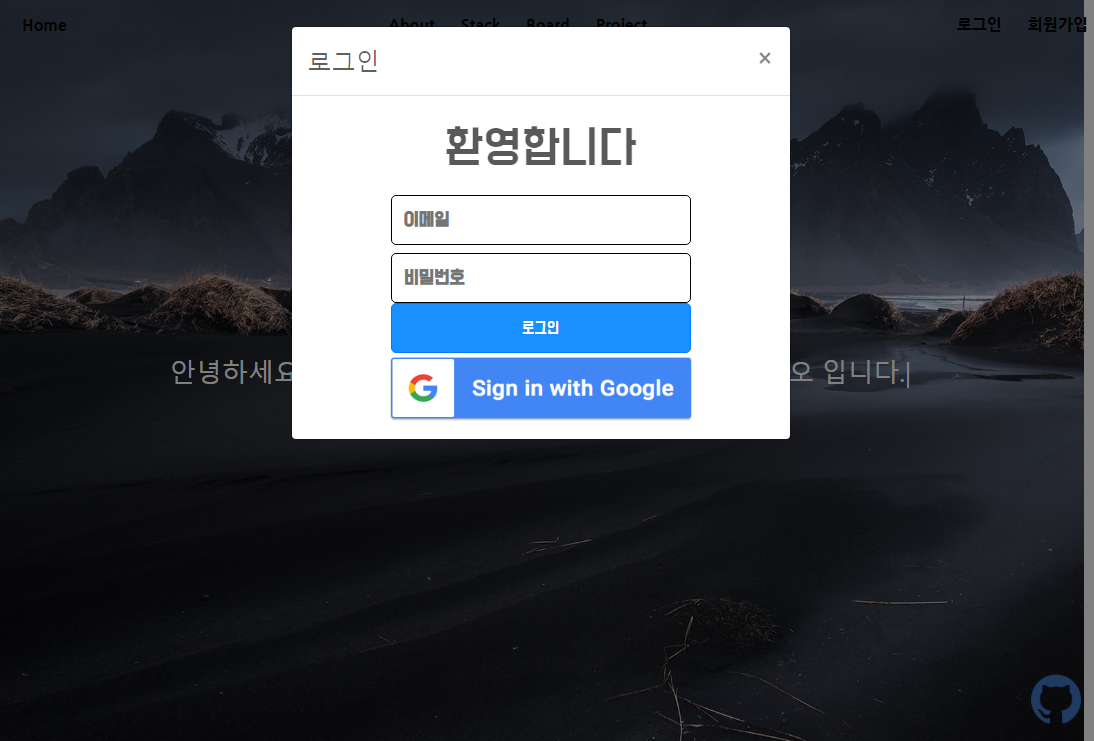 Home About Stack Board Project 로그인 회원가입
로그인 ×
환영합니다
이메일
비밀번호
로그인
안녕하세요 오 입니다.|
Sign in with Google